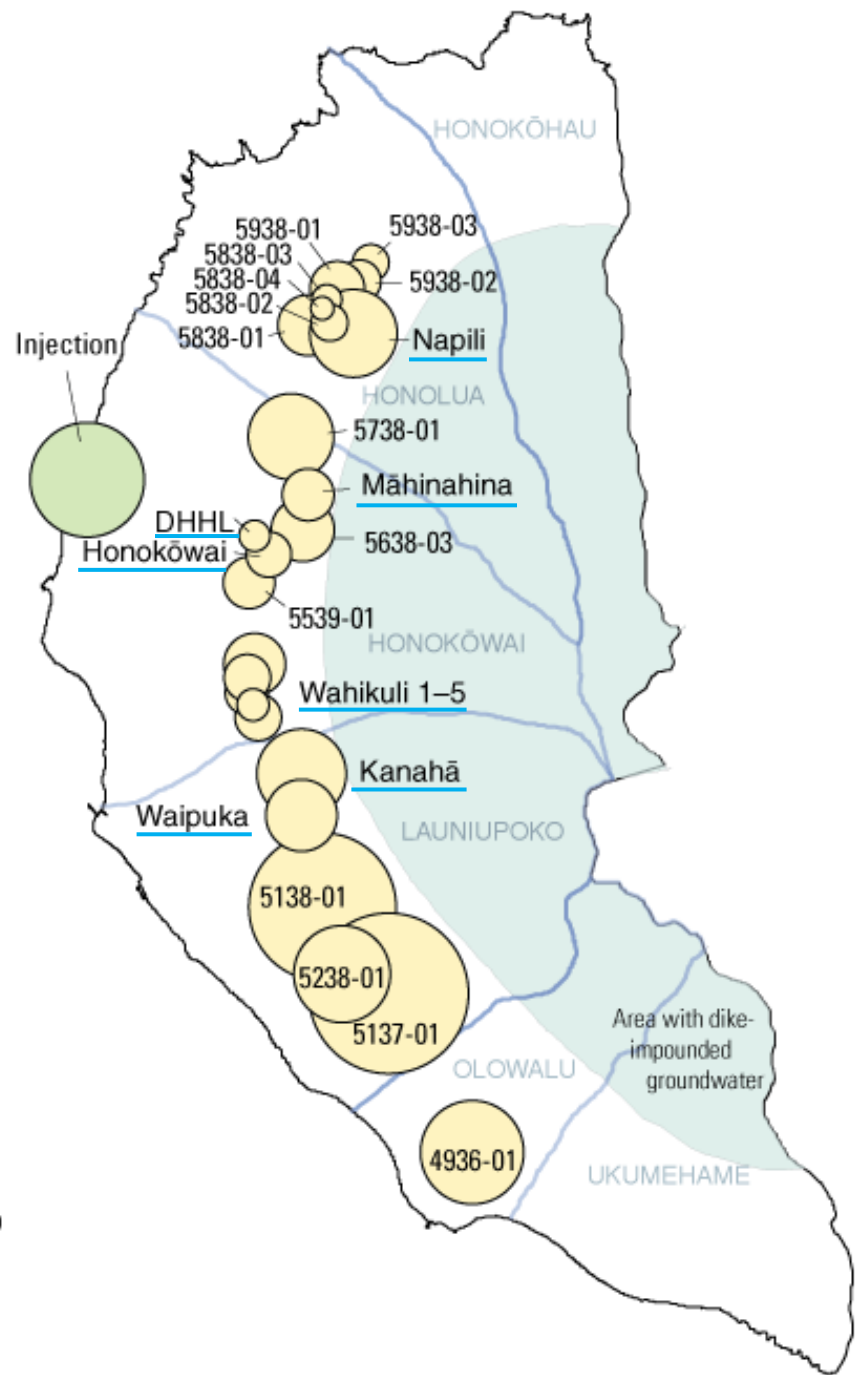 HONOKŌHAU
5938-01
5938-03
5838-03
5838-04
5938-02
5838-02
5838-01
Napili
Injection
HONOLUA
5738-01
Māhinahina
DHHL
Honokōwai
5638-03
5539-01
HONOKŌWAI
Wahikuli 1–5
Kanahā
Waipuka
LAUNIUPOKO
5138-01
5238-01
5137-01
Area with dike-
impounded
groundwater
OLOWALU
4936-01
UKUMEHAME